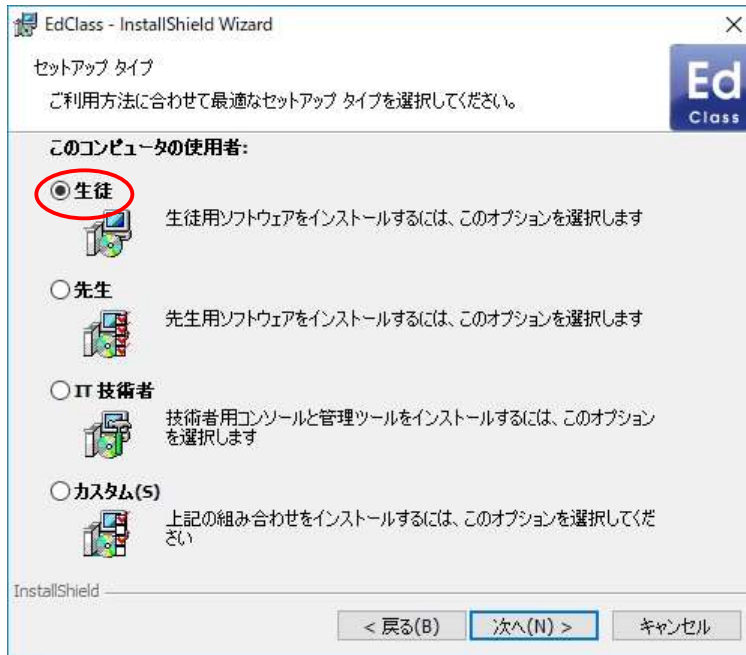 EdClass - InstallShield Wizard
セットアップ タイプ
ご利用方法に合わせて最適なセットアップ タイプを選択してください。
Ed
Class
このコンピュータの使用者:
生徒
生徒用ソフトウェアをインストールするには、このオプションを選択します
先生
先生用ソフトウェアをインストールするには、このオプションを選択します
IT 技術者
技術者用コンソールと管理ツールをインストールするには、このオプション
を選択します
カスタム(S)
上記の組み合わせをインストールするには、このオプションを選択してくだ
さい
InstallShield
< 戻る(B)
次へ(N) >
キャンセル